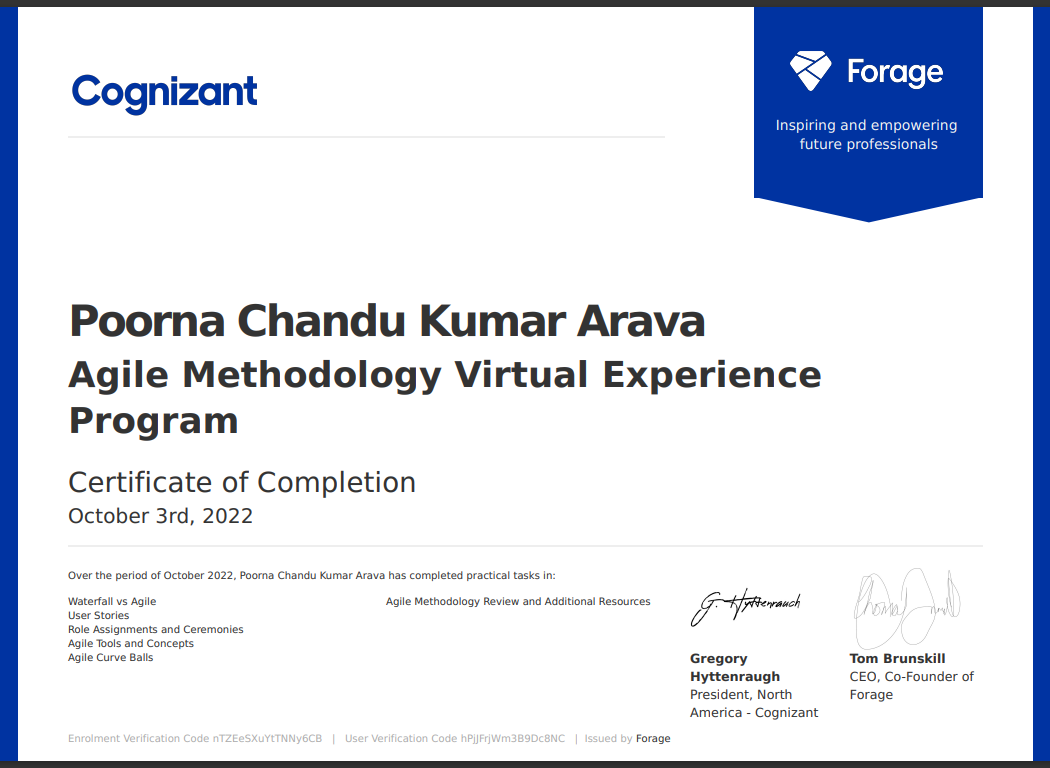 Cognizant
Forage
Inspiring and empowering
future professionals
Poorna Chandu Kumar Arava
Agile Methodology Virtual Experience
Program
Certificate of Completion
October 3rd, 2022
Over the period of October 2022, Poorna Chandu Kumar Arava has completed practical tasks in:
Waterfall vs Agile
User Stories
Role Assignments and Ceremonies
Agile Tools and Concepts
Agile Curve Balls
Agile Methodology Review and Additional Resources
G. Hyttenrauch
Gregory
Hyttenraugh
President, North
America - Cognizant
Tom Brunskill
CEO, Co-Founder of
Forage
Enrolment Verification Code nTZEeSXuYtTNNy6CB | User Verification Code hPjJFrjWm3B9Dc8NC | Issued by Forage